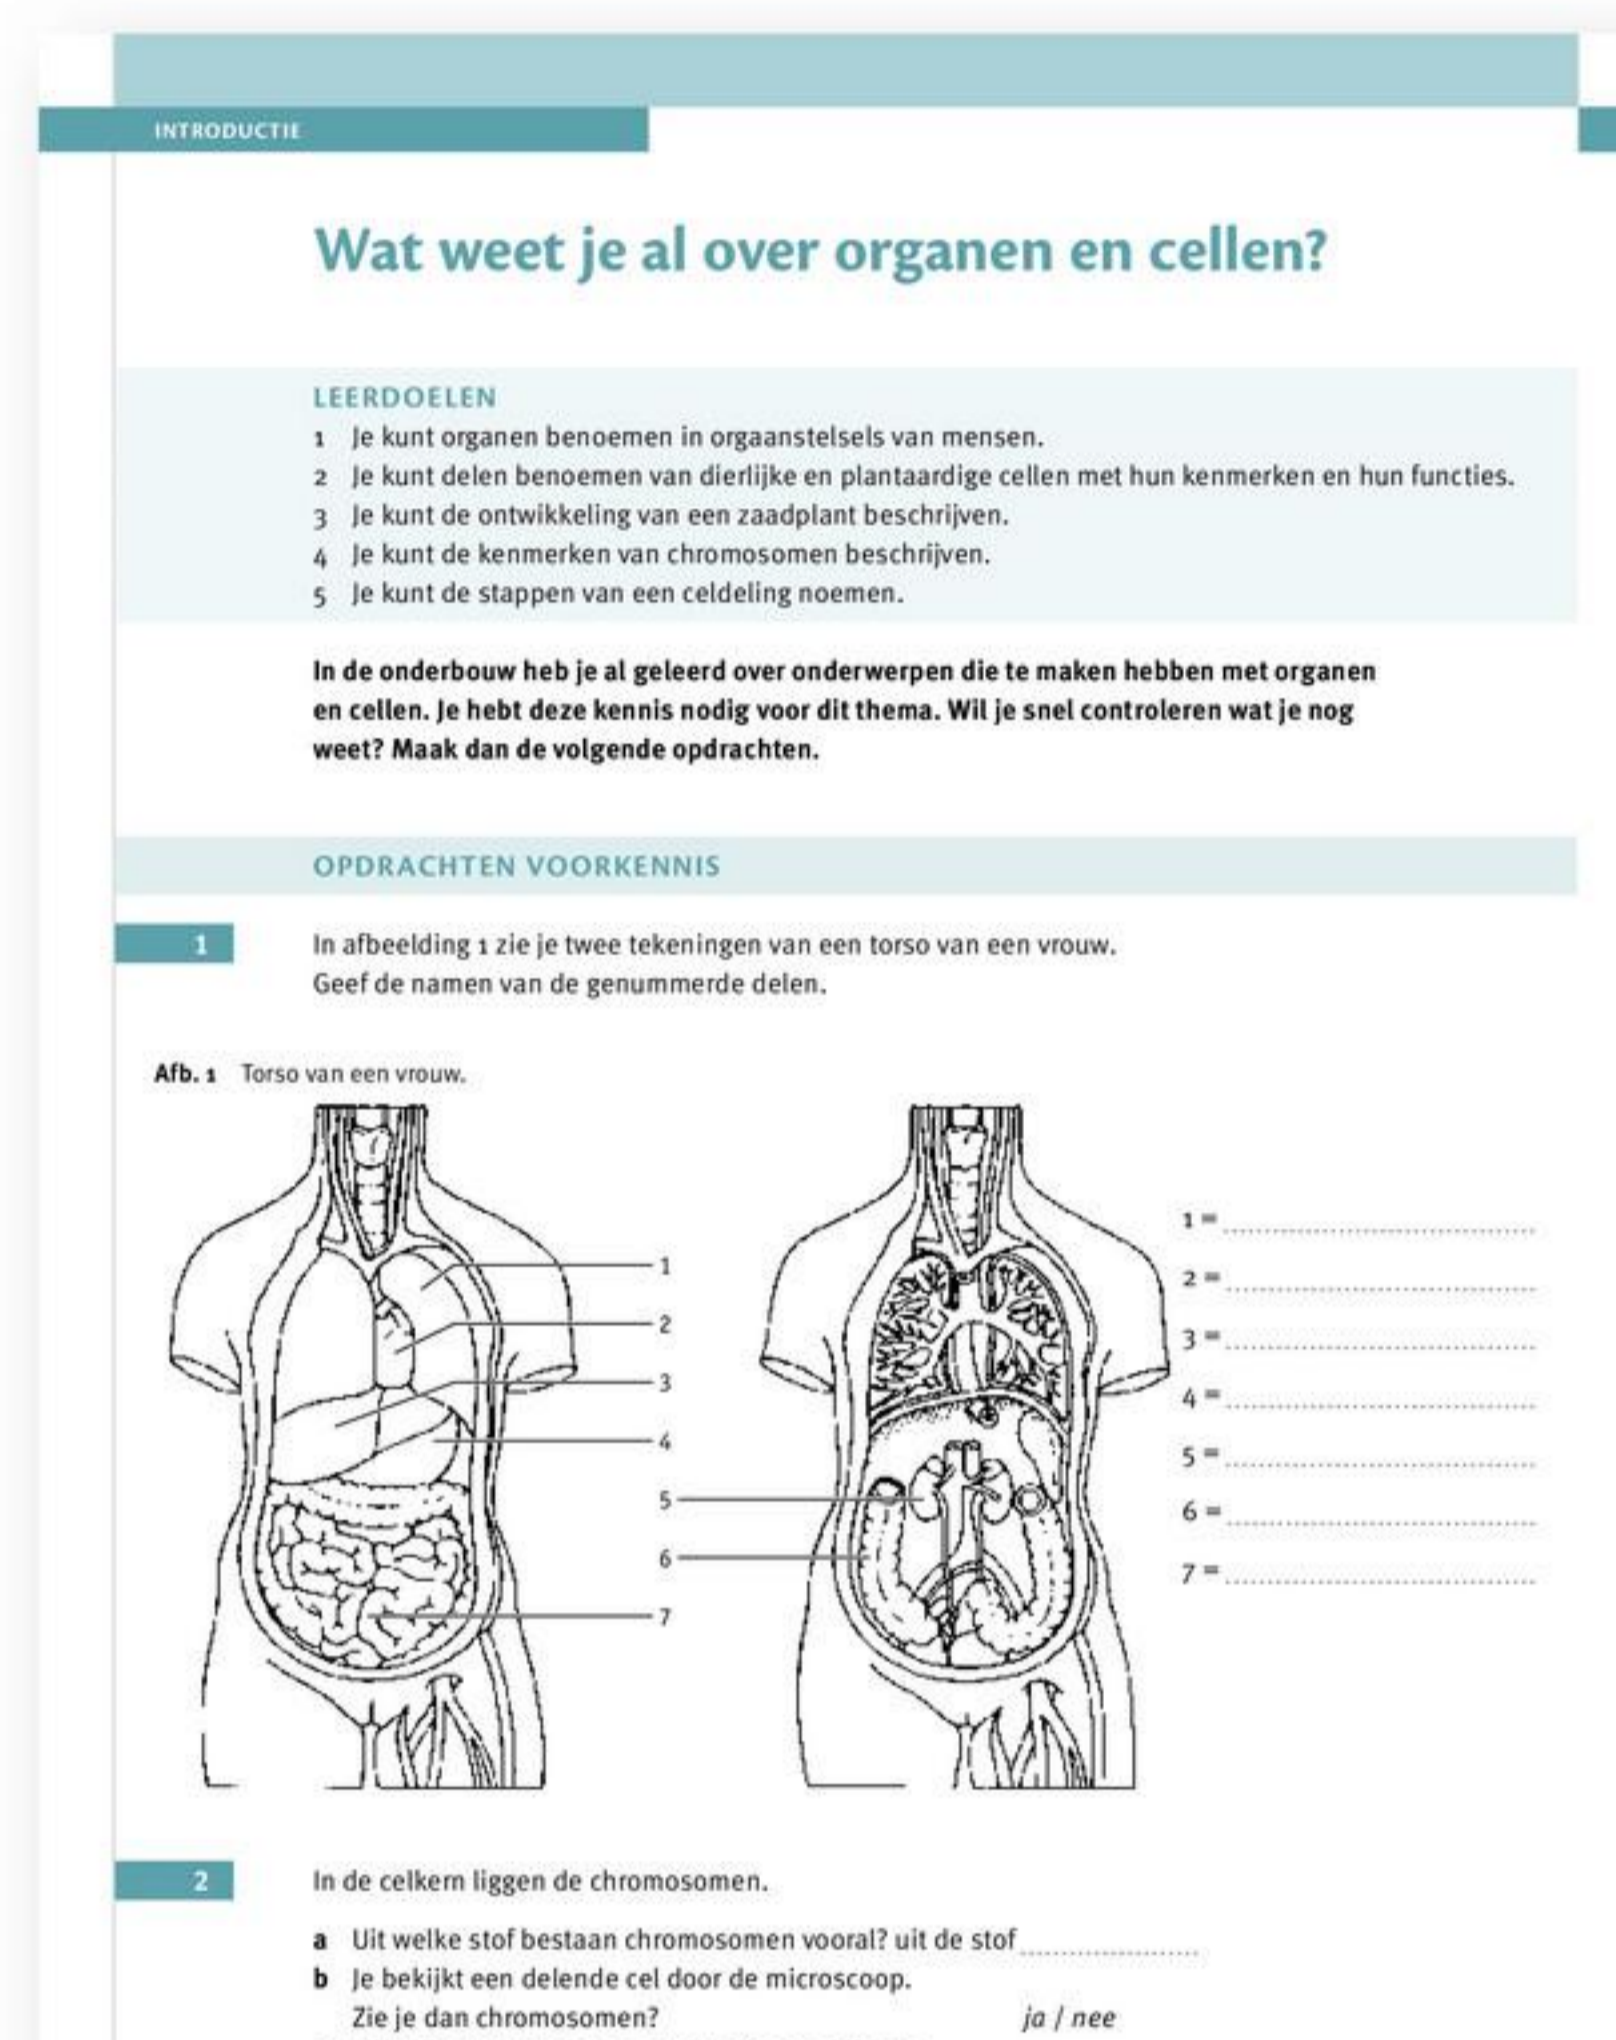 INTRODUCTIE
Wat weet je al over organen en cellen?
LEERDOELEN
1 Je kunt organen benoemen in orgaanstelsels van mensen.
2 Je kunt delen benoemen van dierlijke en plantaardige cellen met hun kenmerken en hun functies.
3 Je kunt de ontwikkeling van een zaadplant beschrijven.
4 Je kunt de kenmerken van chromosomen beschrijven.
5 Je kunt de stappen van een celdeling noemen.
In de onderbouw heb je al geleerd over onderwerpen die te maken hebben met organen
en cellen. Je hebt deze kennis nodig voor dit thema. Wil je snel controleren wat je nog
weet? Maak dan de volgende opdrachten.
OPDRACHTEN VOORKENNIS
1 In afbeelding 1 zie je twee tekeningen van een torso van een vrouw.
Geef de namen van de genummerde delen.
Afb. 1 Torso van een vrouw.
1
2
3
4
5
6
7
1 = ........................................
2 = ........................................
3 = ........................................
4 = ........................................
5 = ........................................
6 = ........................................
7 = ........................................
2 In de celkern liggen de chromosomen.
a Uit welke stof bestaan chromosomen vooral? uit de stof ......................
b Je bekijkt een delende cel door de microscoop.
Zie je dan chromosomen? ja / nee